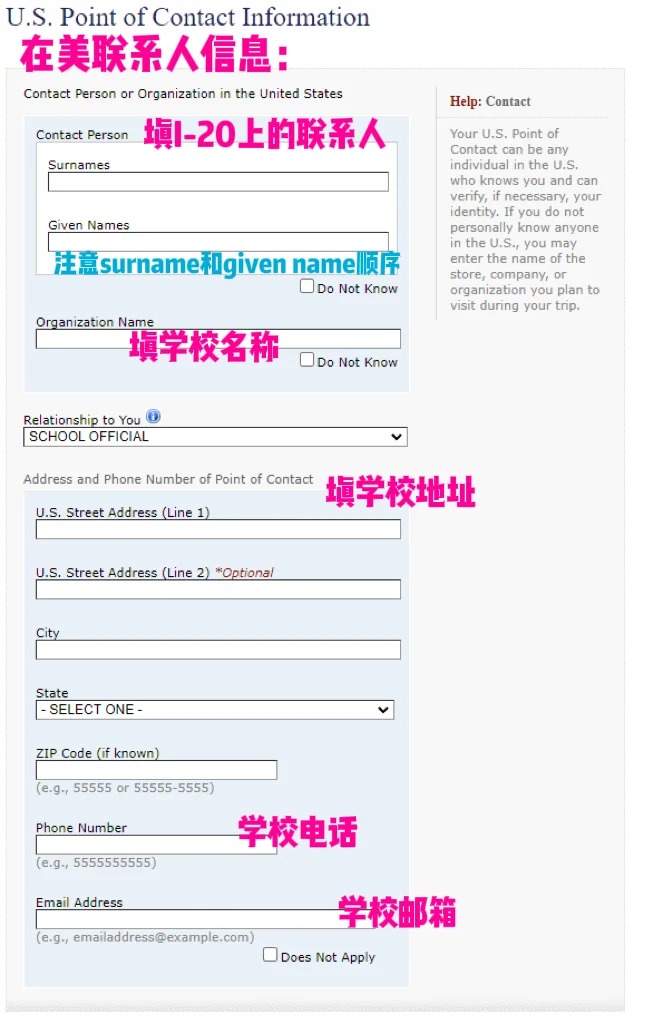 U.S. Point of Contact Information
在美联系人信息：
Contact Person or Organization in the United States
Contact Person
填I-20上的联系人
Surnames
Given Names
注意surname和given name顺序
Do Not Know
Organization Name
填学校名称
Do Not Know
Relationship to You
SCHOOL OFFICIAL
Address and Phone Number of Point of Contact
填学校地址
U.S. Street Address (Line 1)
U.S. Street Address (Line 2) *Optional
City
State
- SELECT ONE -
ZIP Code (if known)
(e.g., 55555 or 55555-5555)
Phone Number
学校电话
(e.g., 5555555555)
Email Address
学校邮箱
(e.g., emailaddress@example.com)
Does Not Apply
Help: Contact
Your U.S. Point of
Contact can be any
individual in the U.S.
who knows you and can
verify, if necessary, your
identity. If you do not
personally know anyone
in the U.S., you may
enter the name of the
store, company, or
organization you plan to
visit during your trip.